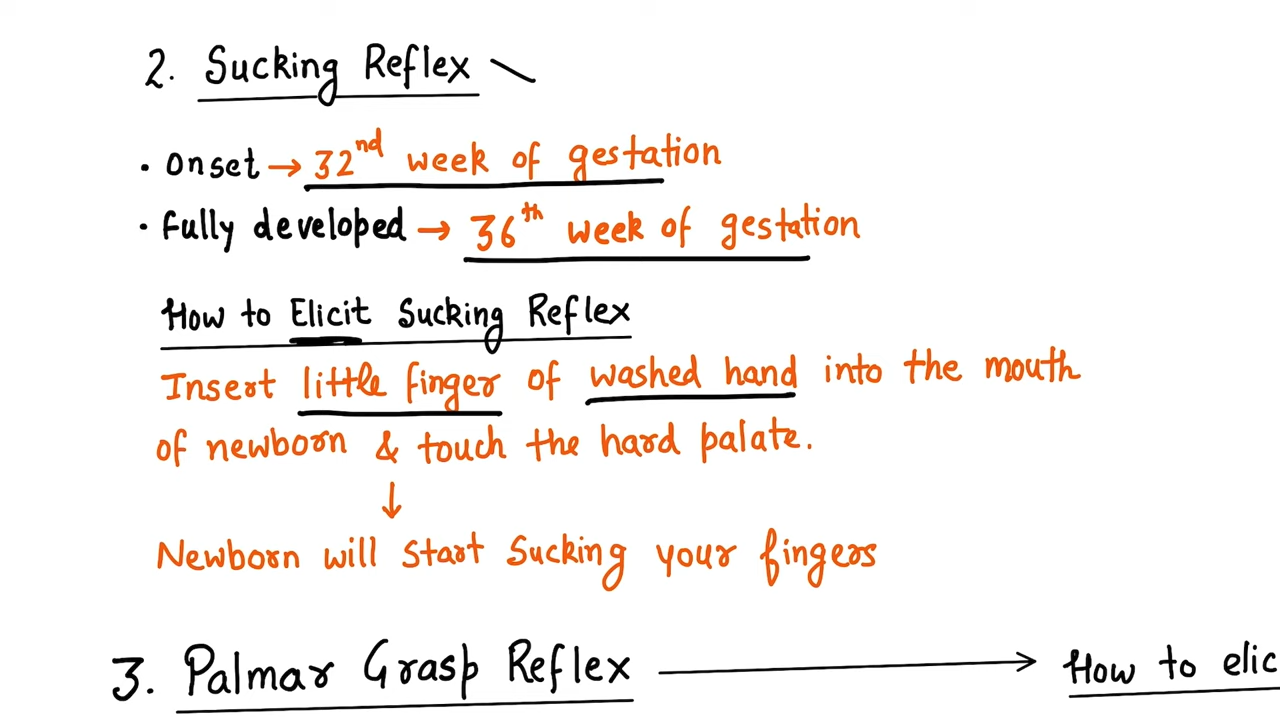 2. Sucking Reflex
• Onset → 32nd week of gestation
• Fully developed → 36th week of gestation
How to Elicit Sucking Reflex
Insert little finger of washed hand into the mouth
of newborn & touch the hard palate.
↓
Newborn will start sucking your fingers
3. Palmar Grasp Reflex → How to elic